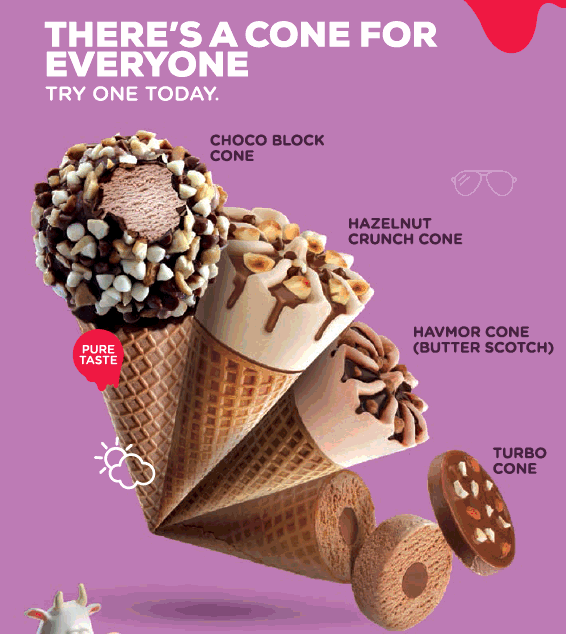 THERE'S A CONE FOR
EVERYONE
TRY ONE TODAY.
CHOCO BLOCK
CONE
HAZELNUT
CRUNCH CONE
HAVMOR CONE
(BUTTER SCOTCH)
PURE
TASTE
TURBO
CONE